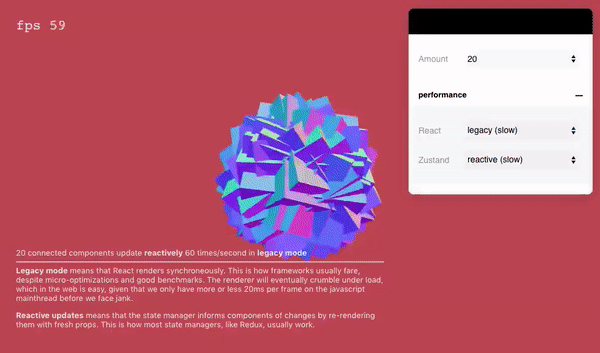 fps 59
Amount 20
performance
React legacy (slow)
Zustand reactive (slow)
20 connected components update reactively 60 times/second in legacy mode
Legacy mode means that React renders synchronously. This is how frameworks usually fare,
despite micro-optimizations and good benchmarks. The renderer will eventually crumble under load,
which in the web is easy, given that we only have more or less 20ms per frame on the javascript
mainthread before we face jank.
Reactive updates means that the state manager informs components of changes by re-rendering
them with fresh props. This is how most state managers, like Redux, usually work.